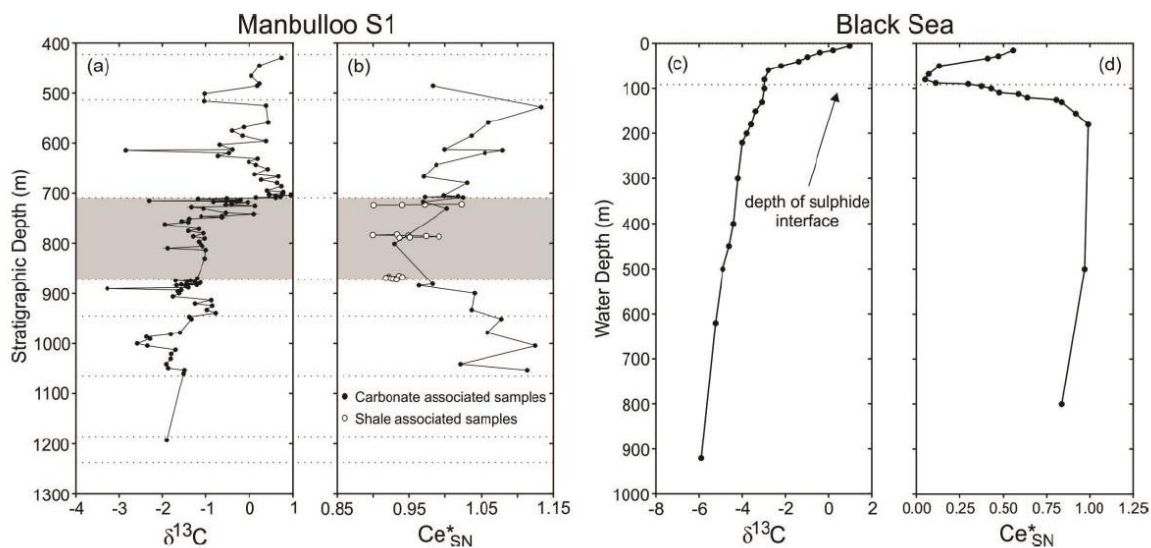 Manbulloo S1
Black Sea
(a)
(b)
(c)
(d)
Stratigraphic Depth (m)
400
500
600
700
800
900
1000
1100
1200
1300
-4 -3 -2 -1 0 1
δ13C
0.85 0.95 1.05 1.15
Ce*SN
Carbonate associated samples
Shale associated samples
Water Depth (m)
0
100
200
300
400
500
600
700
800
900
1000
-8 -6 -4 -2 0 2
δ13C
depth of sulphide
interface
0.00 0.25 0.50 0.75 1.00 1.25
Ce*SN